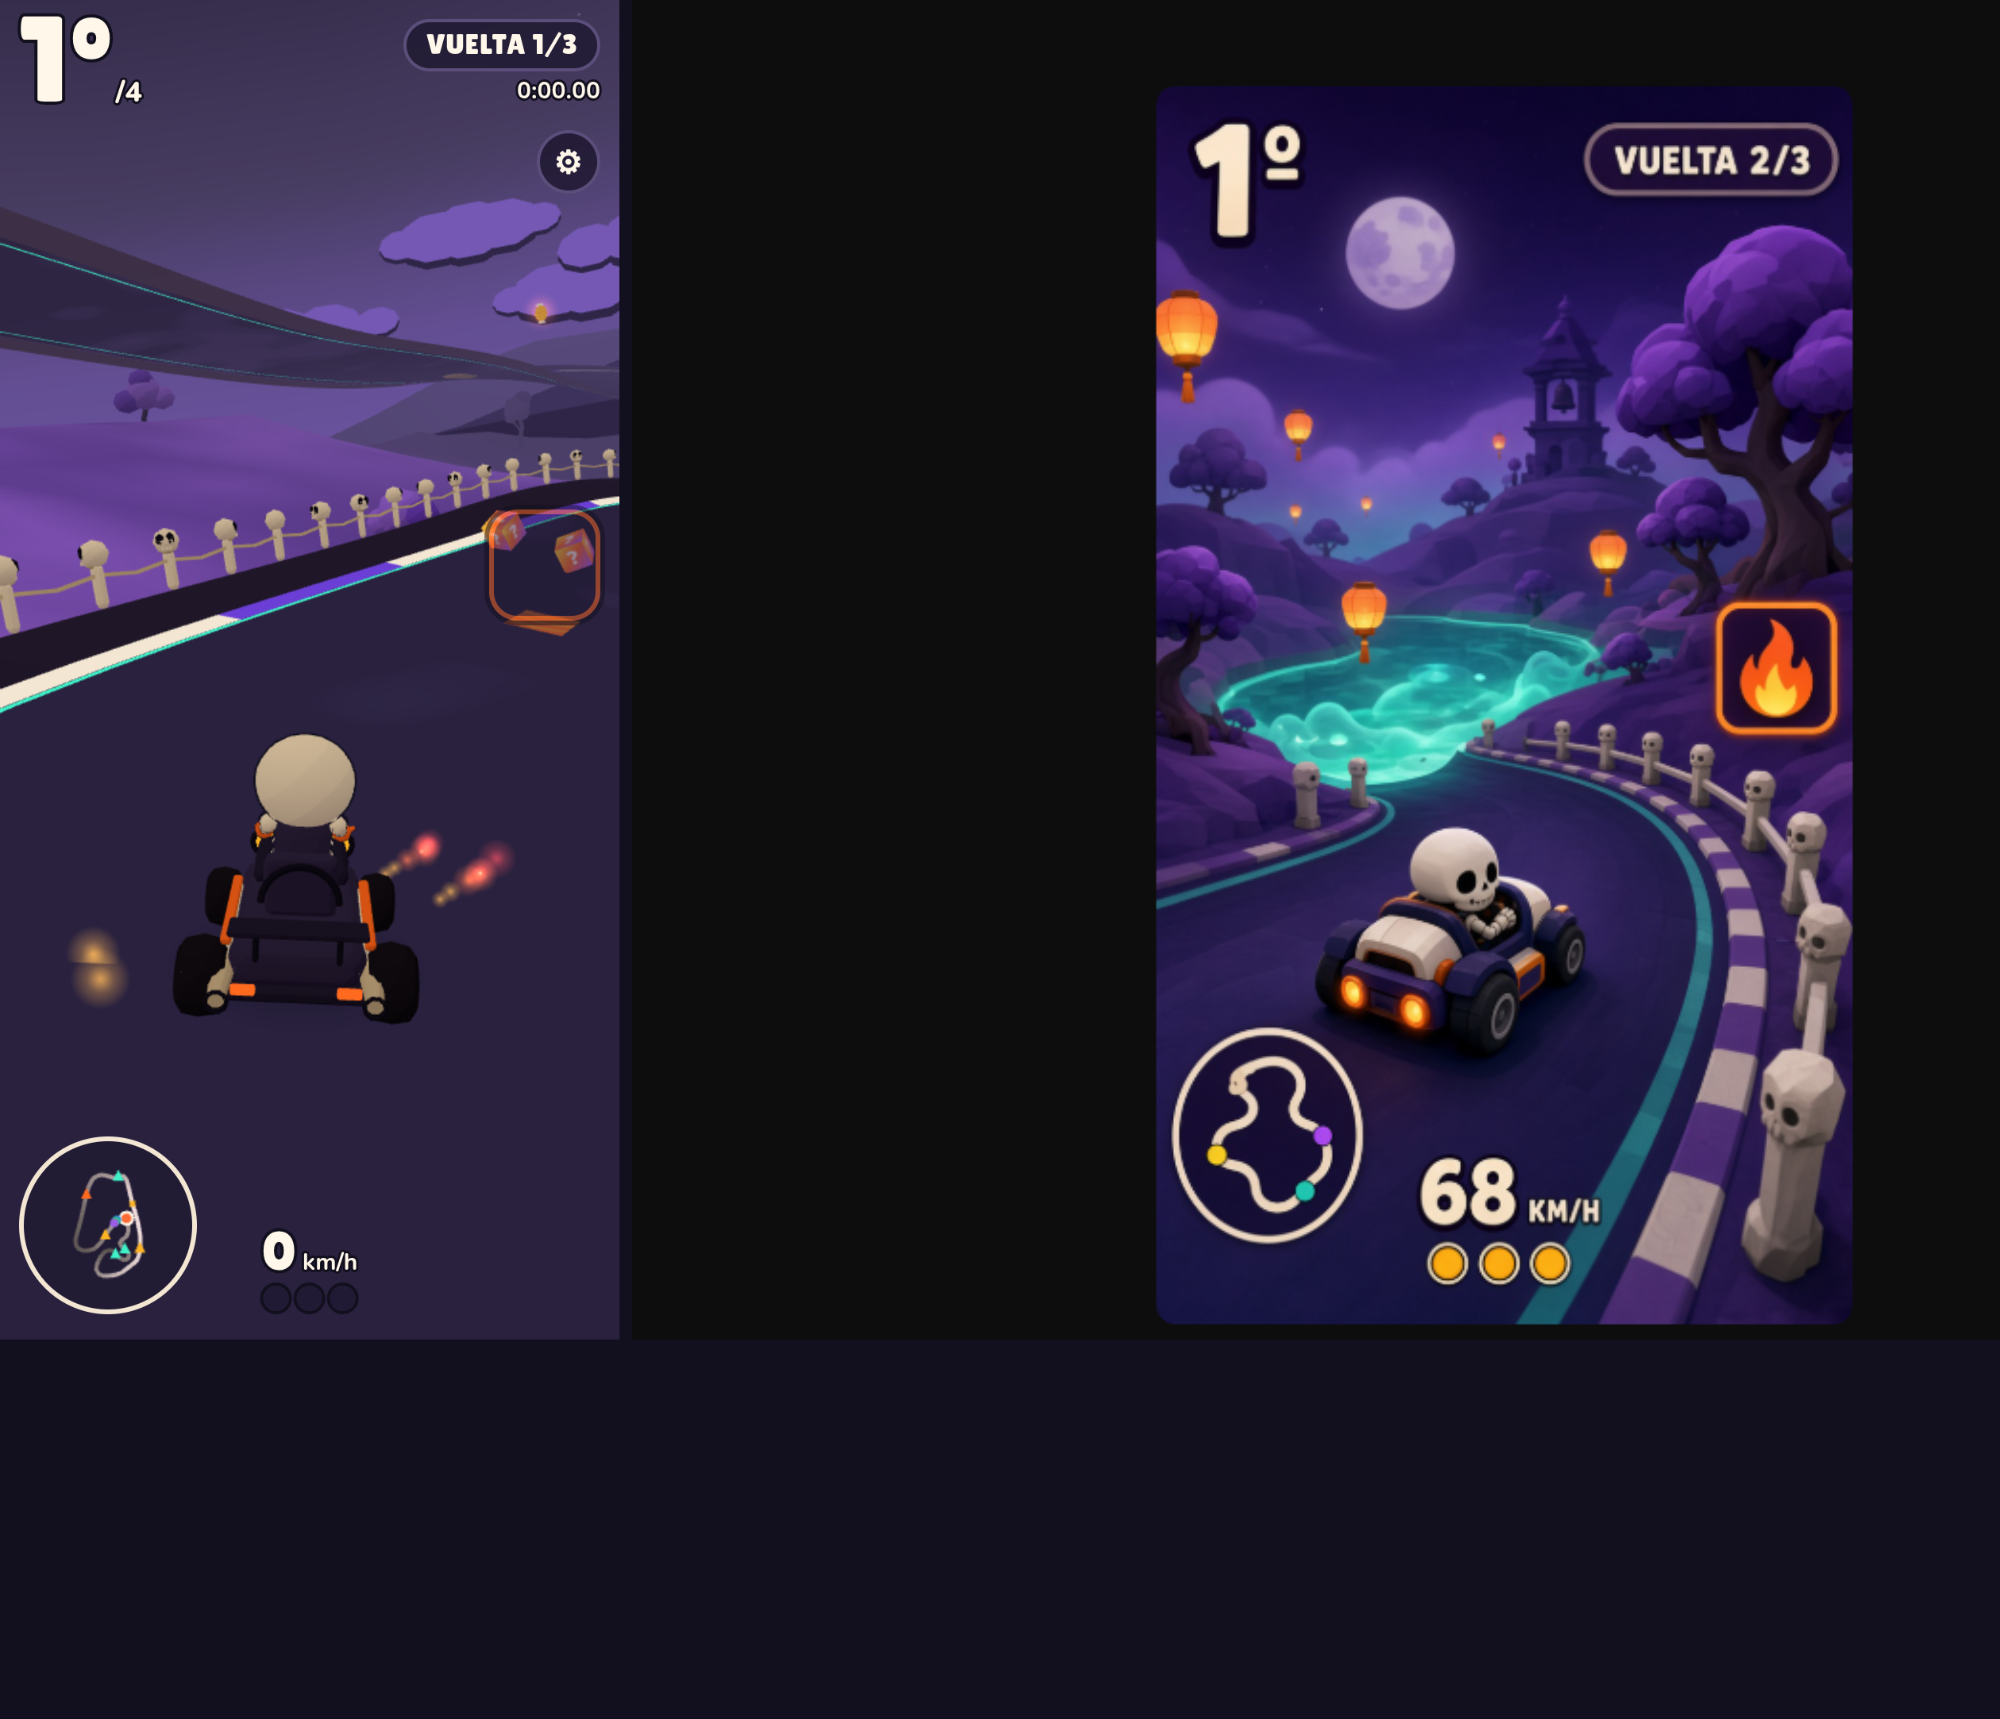 1º
/4
VUELTA 1/3
0:00.00
? ?
?
0 km/h
1º
VUELTA 2/3
68 KM/H